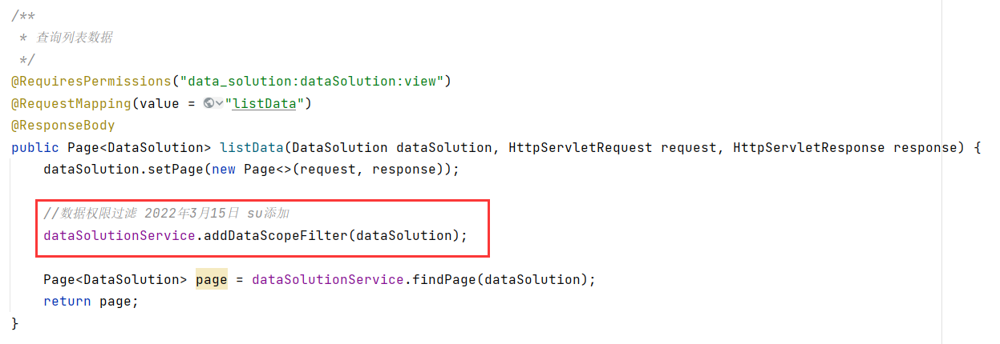 /**
 * 查询列表数据
 */
@RequiresPermissions("data_solution:dataSolution:view")
@RequestMapping(value = "listData")
@ResponseBody
public Page<DataSolution> listData(DataSolution dataSolution, HttpServletRequest request, HttpServletResponse response) {
    dataSolution.setPage(new Page<>(request, response));
    //数据权限过滤 2022年3月15日 su添加
    dataSolutionService.addDataScopeFilter(dataSolution);
    Page<DataSolution> page = dataSolutionService.findPage(dataSolution);
    return page;
}